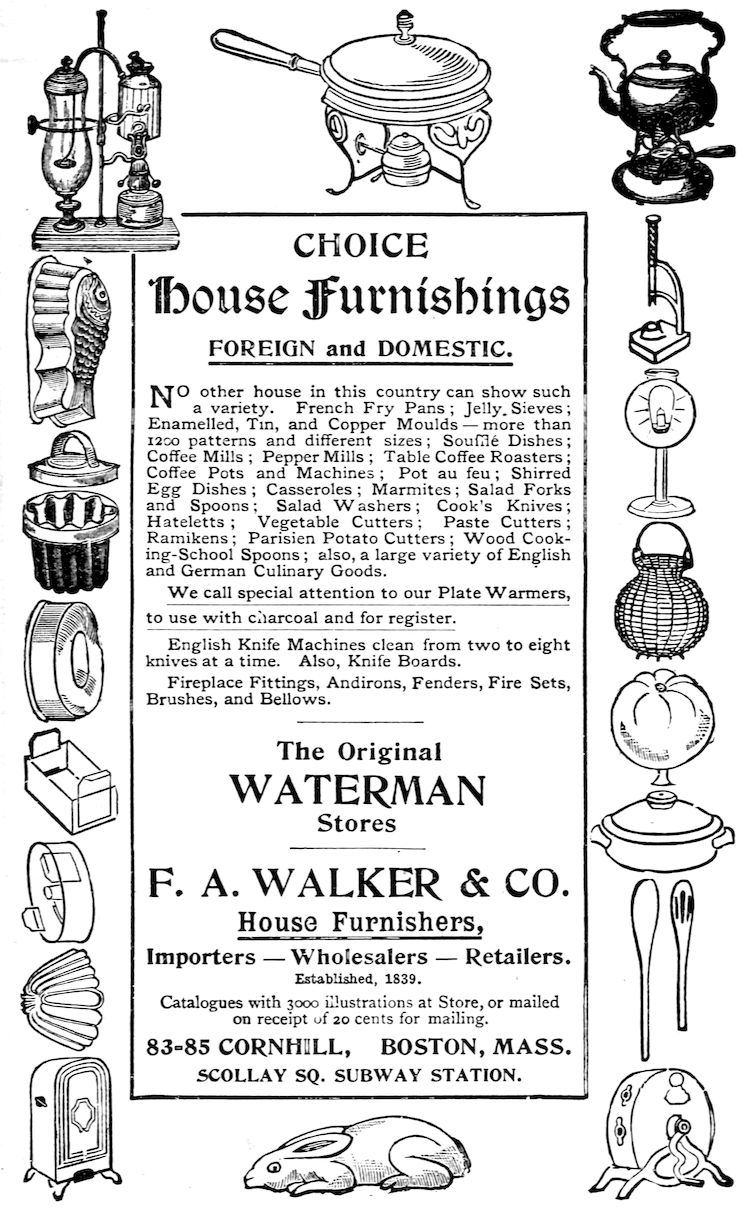 CHOICE
House Furnishings
FOREIGN and DOMESTIC.
NO other house in this country can show such
a variety. French Fry Pans; Jelly Sieves;
Enamelled, Tin, and Copper Moulds — more than
1200 patterns and different sizes; Soufflé Dishes;
Coffee Mills; Pepper Mills; Table Coffee Roasters;
Coffee Pots and Machines; Pot au feu; Shirred
Egg Dishes; Casseroles; Marmites; Salad Forks
and Spoons; Salad Washers; Cook's Knives;
Hateletts; Vegetable Cutters; Paste Cutters;
Ramikens; Parisien Potato Cutters; Wood Cook-
ing-School Spoons; also, a large variety of English
and German Culinary Goods.
We call special attention to our Plate Warmers,
to use with charcoal and for register.
English Knife Machines clean from two to eight
knives at a time. Also, Knife Boards.
Fireplace Fittings, Andirons, Fenders, Fire Sets,
Brushes, and Bellows.
The Original
WATERMAN
Stores
F. A. WALKER & CO.
House Furnishers,
Importers — Wholesalers — Retailers.
Established, 1839.
Catalogues with 3000 illustrations at Store, or mailed
on receipt of 20 cents for mailing.
83-85 CORNHILL, BOSTON, MASS.
SCOLLAY SQ. SUBWAY STATION.